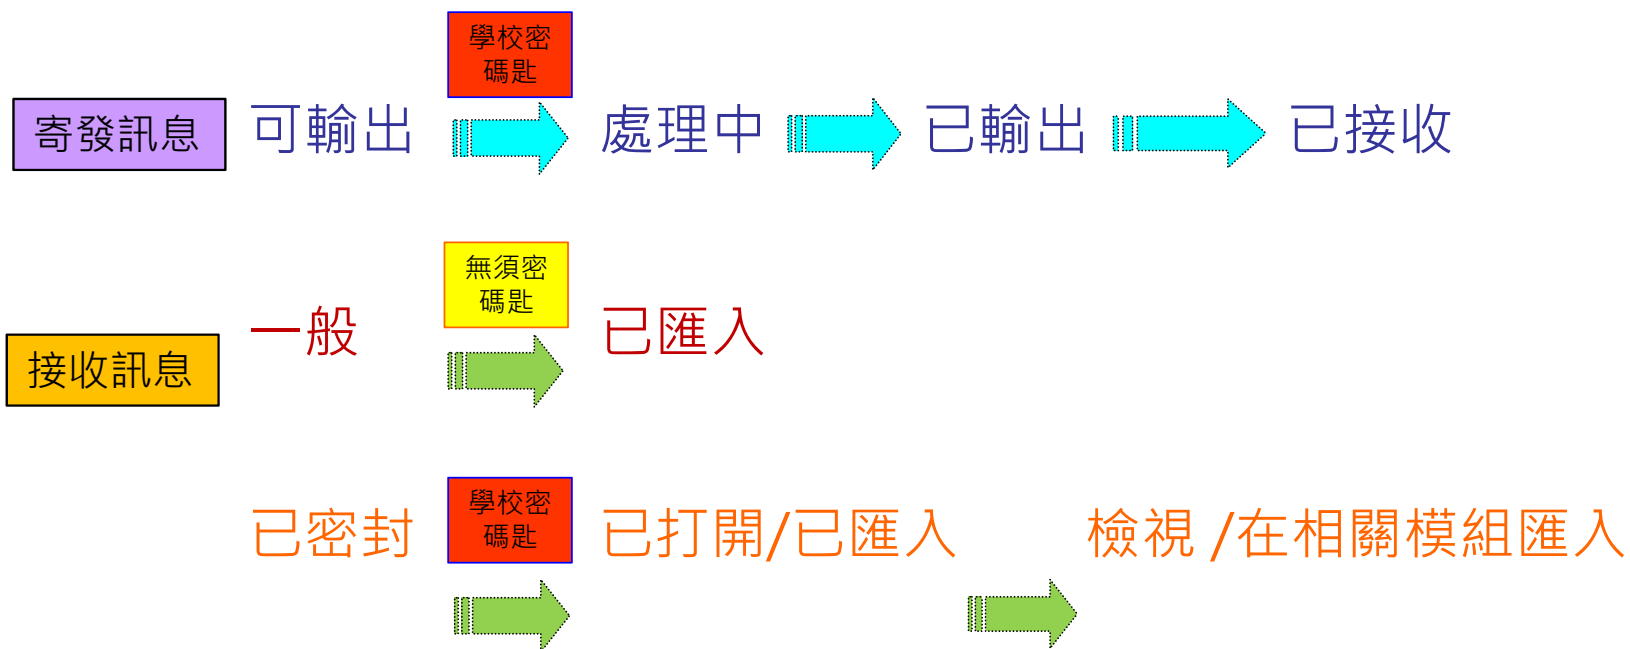 學校密
碼匙
寄發訊息 可輸出 處理中 已輸出 已接收
無須密
碼匙
一般 已匯入
接收訊息
學校密
碼匙
已密封 已打開/已匯入 檢視 /在相關模組匯入